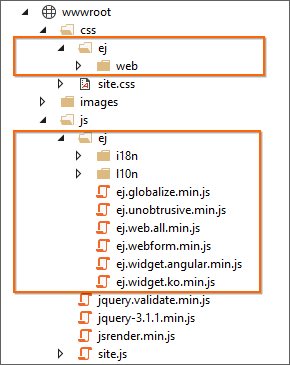 wwwroot
css
ej
web
site.css
images
js
ej
i18n
l10n
ej.globalize.min.js
ej.unobtrusive.min.js
ej.web.all.min.js
ej.webform.min.js
ej.widget.angular.min.js
ej.widget.ko.min.js
jquery.validate.min.js
jquery-3.1.1.min.js
jsrender.min.js
site.js